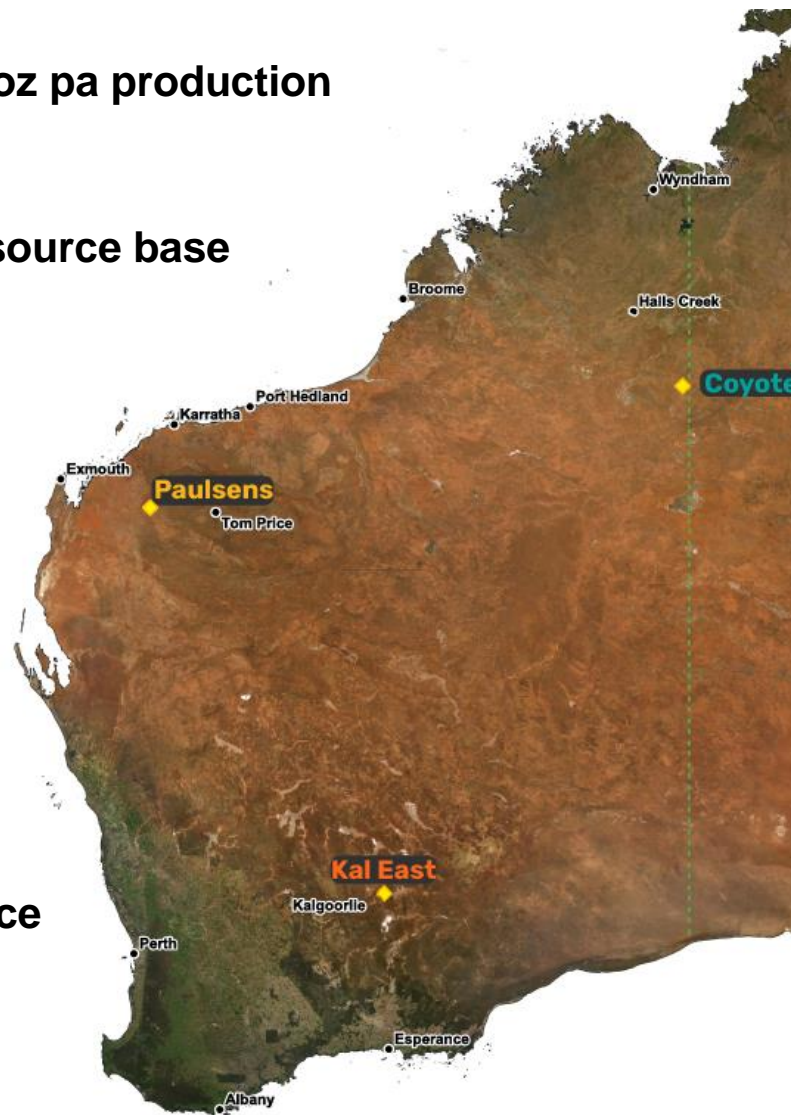 oz pa production
Wyndham
source base
Broome
Halls Creek
Coyote
Port Hedland
Karratha
Exmouth
Paulsens
Tom Price
Kal East
Kalgoorlie
ce
Perth
Esperance
Albany